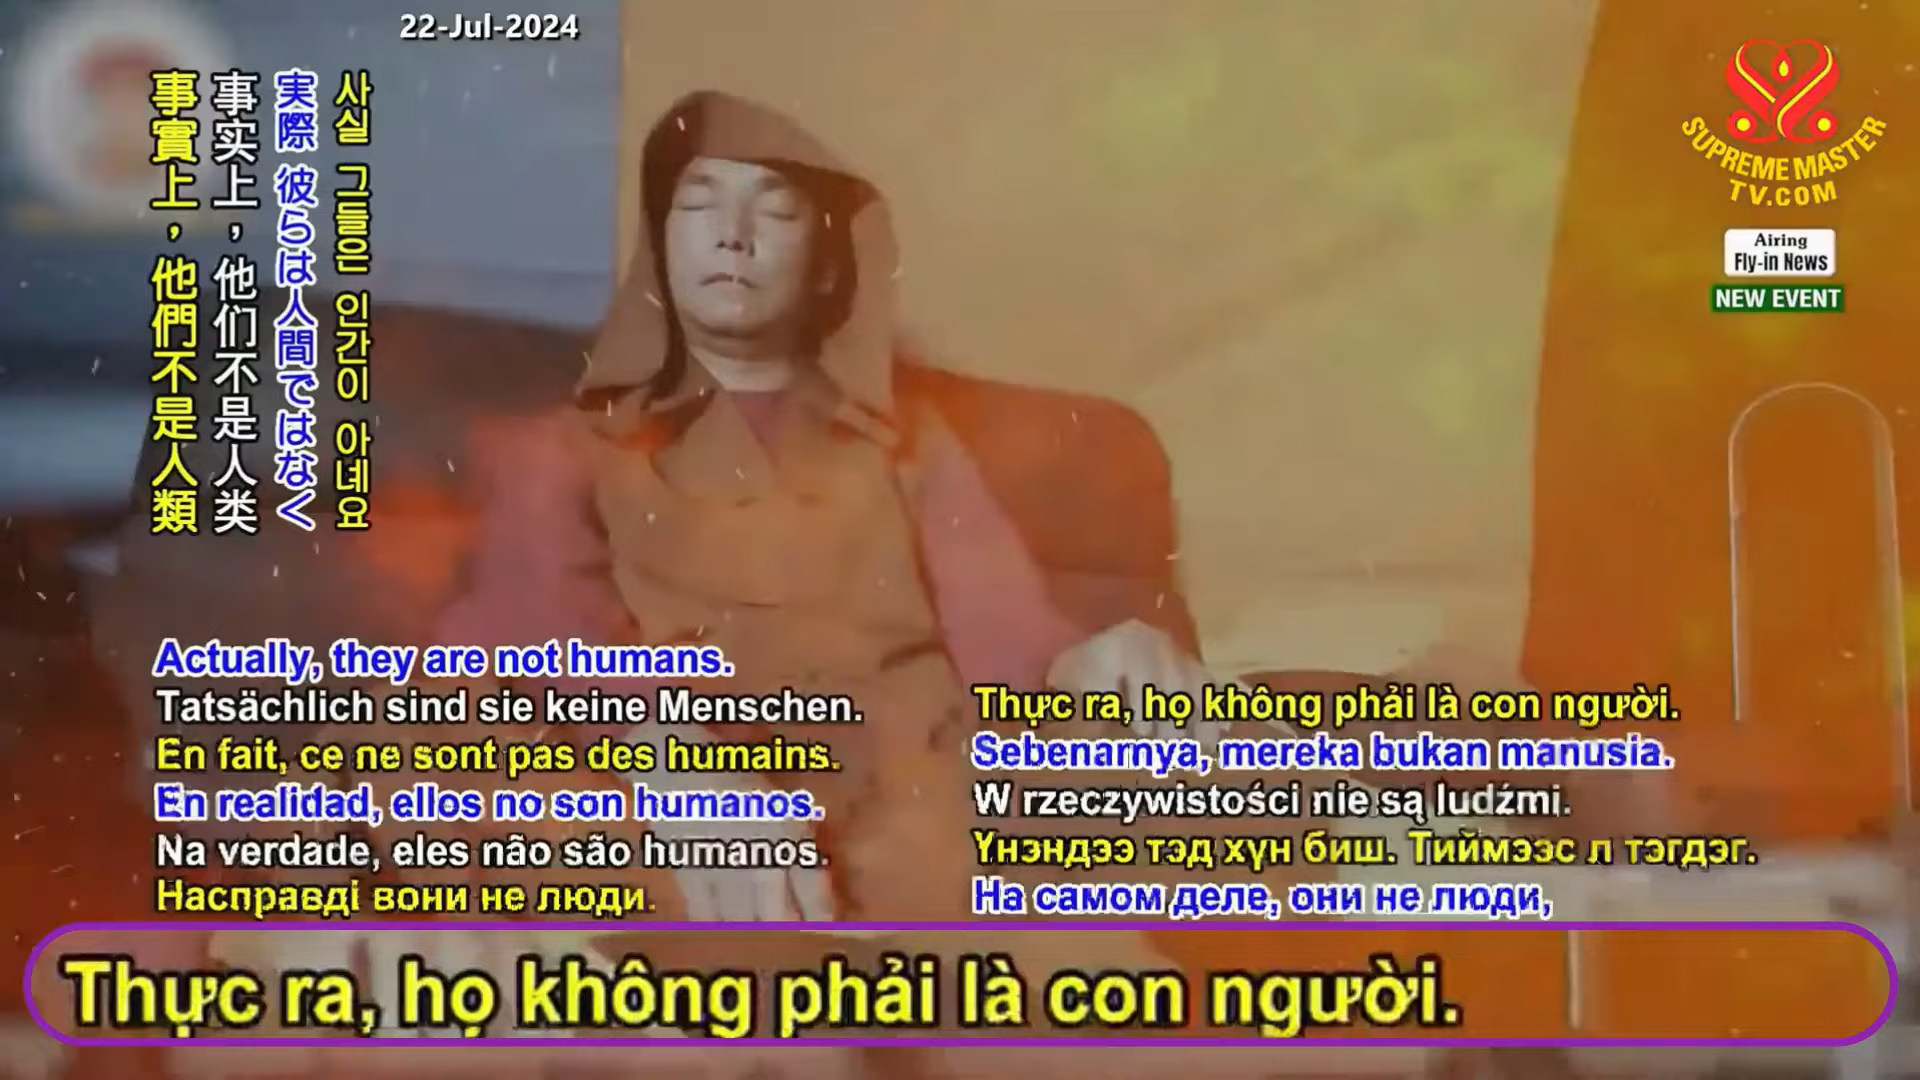 22-Jul-2024
事實上，他們不是人類
事实上，他们不是人类
実際 彼らは人間ではなく
사실 그들은 인간이 아녜요
SUPREME MASTER
TV.COM
Airing
Fly-in News
NEW EVENT
Actually, they are not humans.
Tatsächlich sind sie keine Menschen.
En fait, ce ne sont pas des humains.
En realidad, ellos no son humanos.
Na verdade, eles não são humanos.
Насправді вони не люди.
Thực ra, họ không phải là con người.
Sebenarnya, mereka bukan manusia.
W rzeczywistości nie są ludźmi.
Үнэндээ тэд хүн биш. Тиймээс л тэгдэг.
На самом деле, они не люди,
Thực ra, họ không phải là con người.